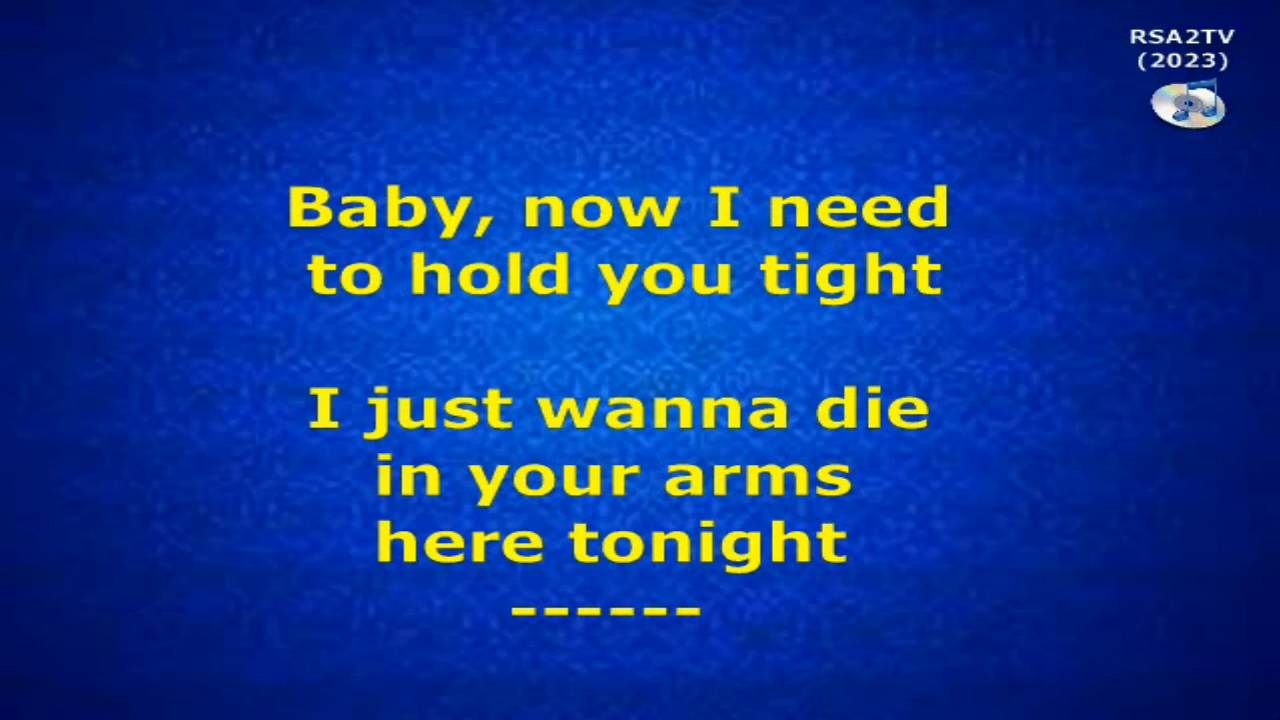 RSA2TV
(2023)
Baby, now I need
to hold you tight
I just wanna die
in your arms
here tonight
------